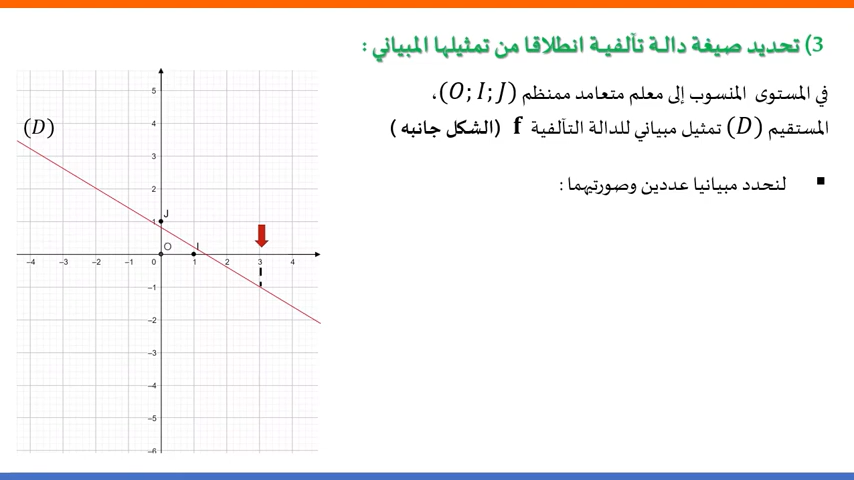 3) تحديد صيغة دالة تآلفية انطلاقا من تمثيلها المبياني :
في المستوى المنسوب إلى معلم متعامد ممنظم (O; I; J)،
المستقيم (D) تمثيل مبياني للدالة التآلفية f (الشكل جانبه )
▪ لنحدد مبيانيا عددين وصورتيهما :
(D)
5
4
3
2
J
1
O
I
–4 –3 –2 –1 0 1 2 3 4
–1
–2
–3
–4
–5
–6